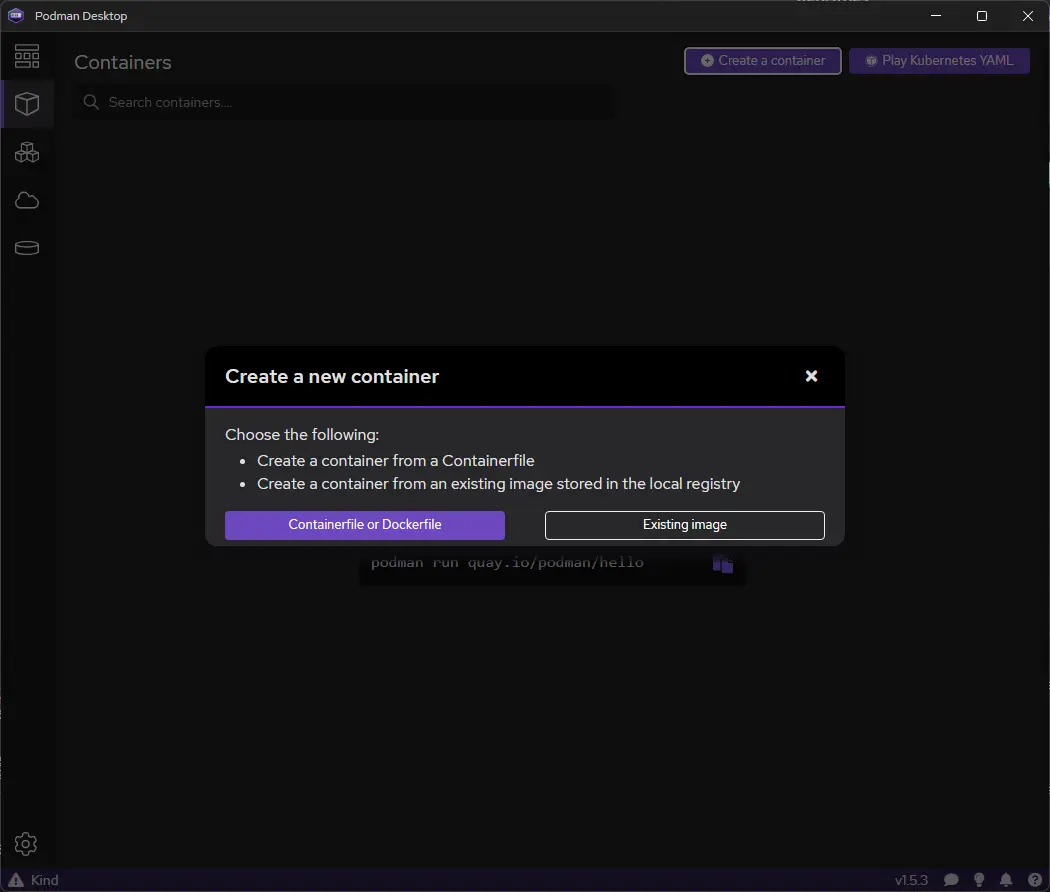 Podman Desktop
Containers
Create a container
Play Kubernetes YAML
Search containers....
Create a new container
Choose the following:
Create a container from a Containerfile
Create a container from an existing image stored in the local registry
Containerfile or Dockerfile
Existing image
podman run quay.io/podman/hello
Kind
v1.5.3